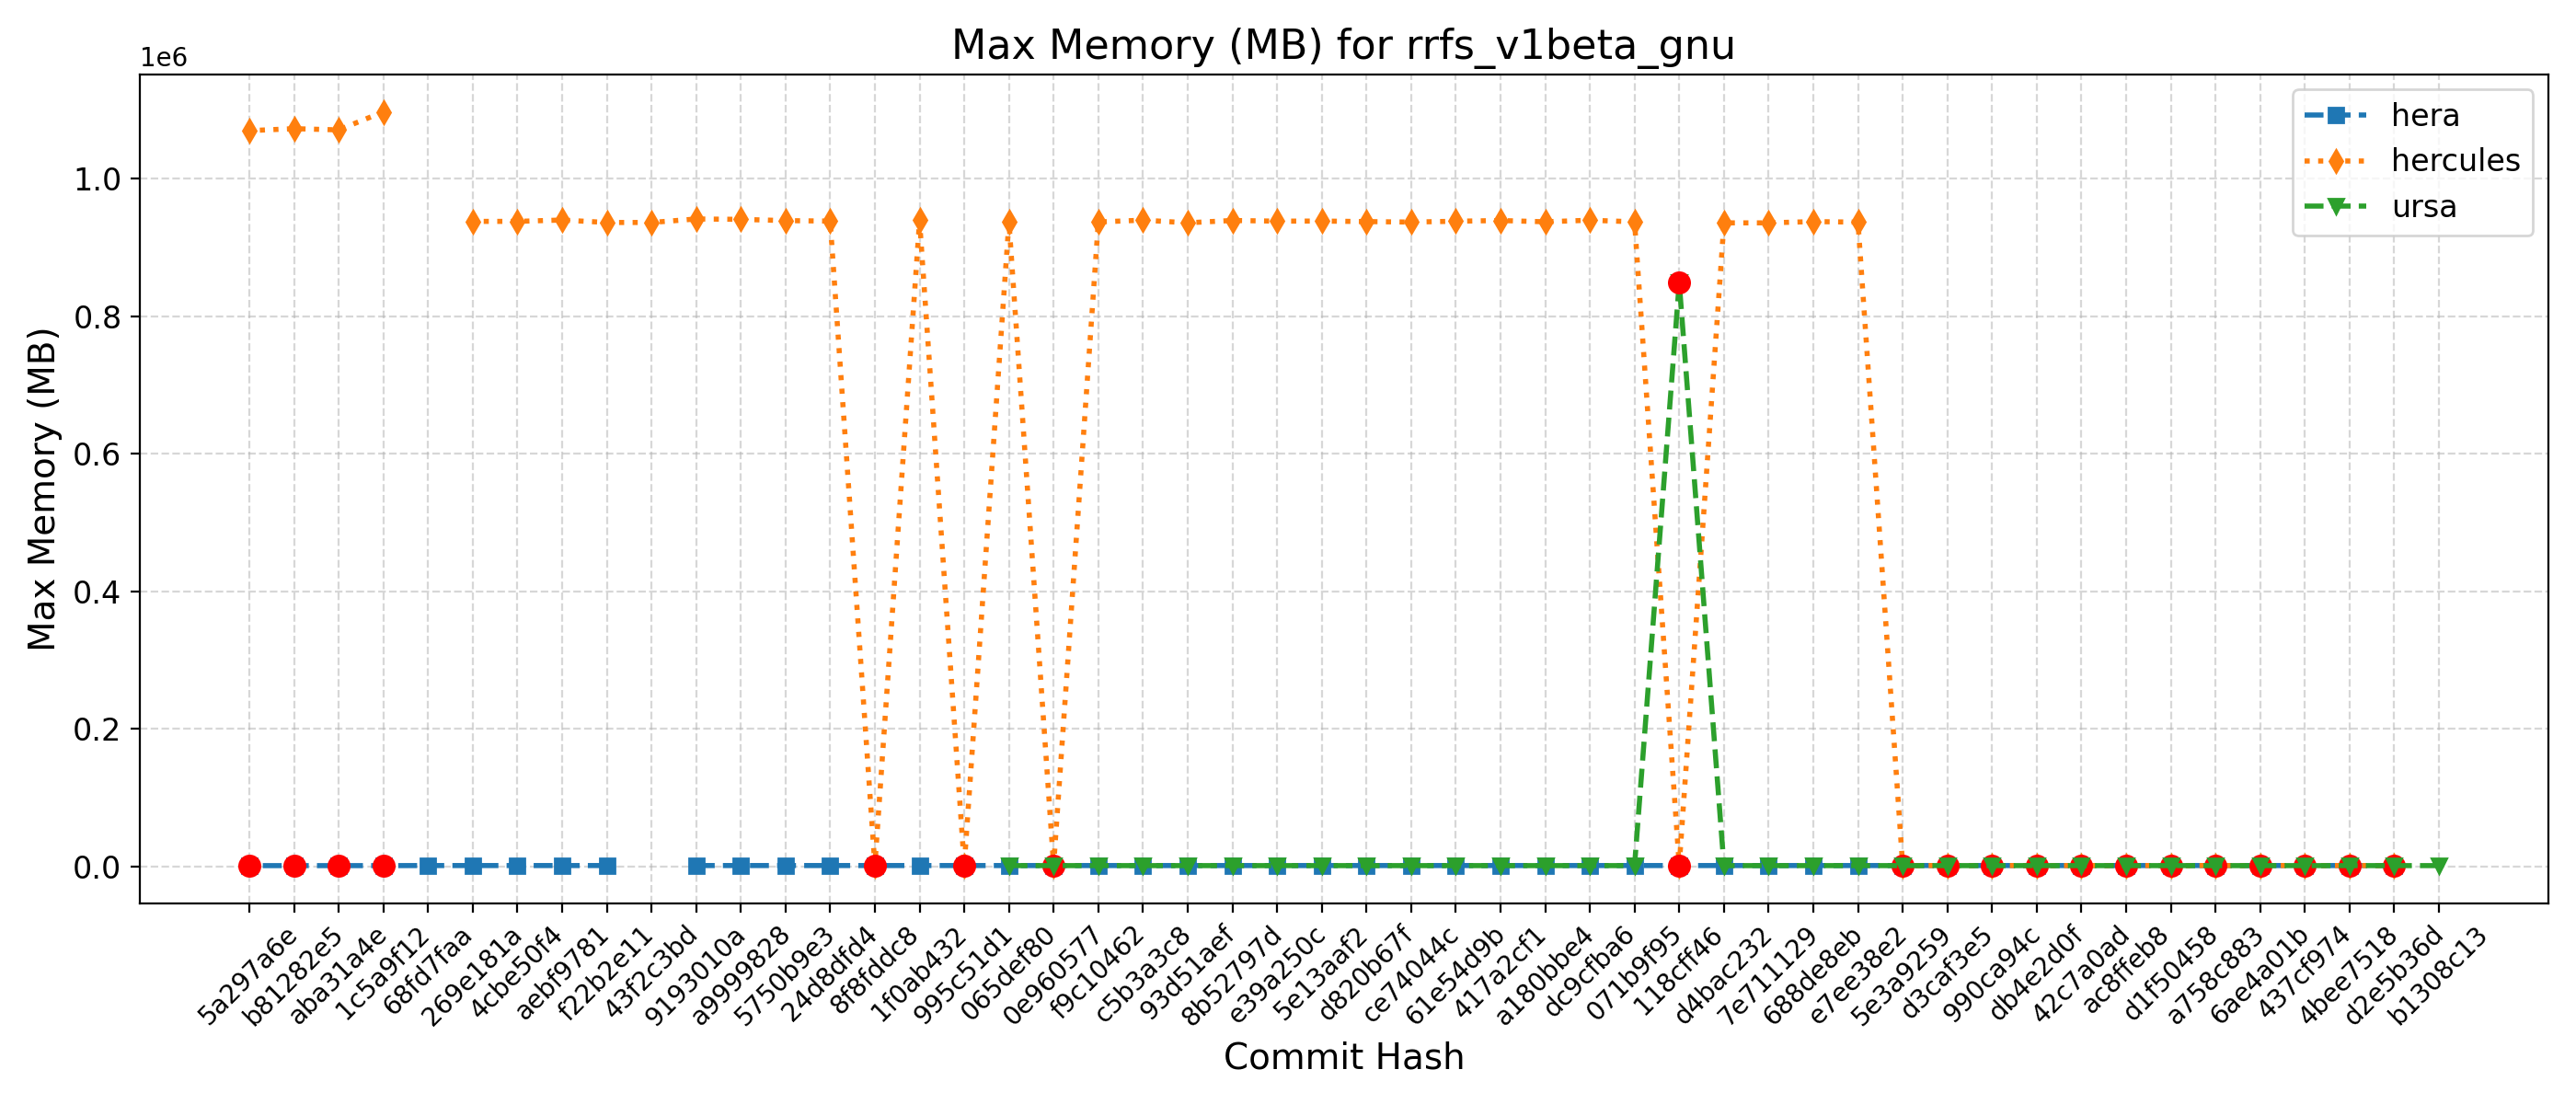 Max Memory (MB) for rrfs_v1beta_gnu
1e6
hera
hercules
ursa
1.0
0.8
0.6
0.4
0.2
0.0
Max Memory (MB)
5a297a6e
b81282e5
aba31a4e
1c5a9f12
68fd7faa
269e181a
4cbe50f4
aebf9781
f22b2e11
43f2c3bd
9193010a
a9999828
5750b9e3
24d8dfd4
8f8fddc8
1f0ab432
995c51d1
065def80
0e960577
f9c10462
c5b3a3c8
93d51aef
8b52797d
e39a250c
5e13aaf2
d820b67f
ce74044c
61e54d9b
417a2cf1
a180bbe4
dc9cfba6
071b9f95
118cff46
d4bac232
7e711129
688de8eb
e7ee38e2
5e3a9259
d3caf3e5
990ca94c
db4e2d0f
42c7a0ad
ac8ffeb8
d1f50458
a758c883
6ae4a01b
437cf974
4bee7518
d2e5b36d
b1308c13
Commit Hash